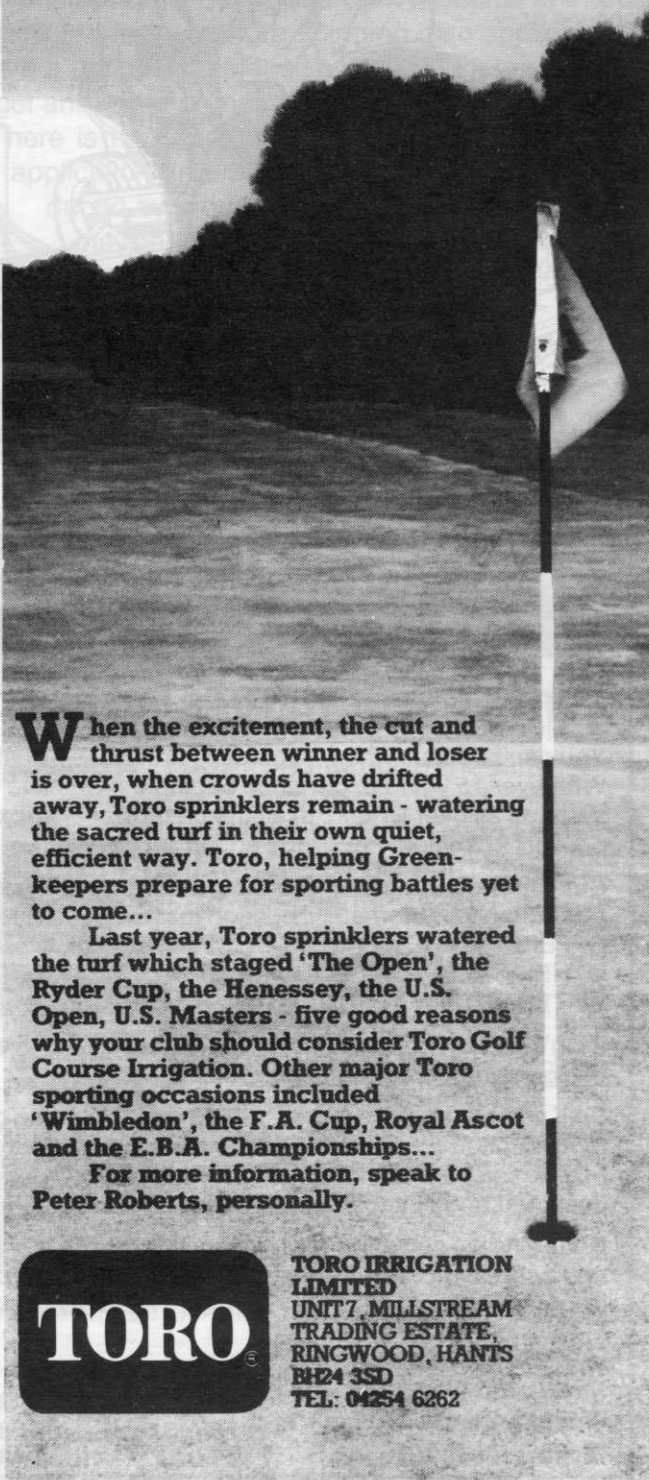 When the excitement, the cut and
thrust between winner and loser
is over, when crowds have drifted
away, Toro sprinklers remain - watering
the sacred turf in their own quiet,
efficient way. Toro, helping Green-
keepers prepare for sporting battles yet
to come...
Last year, Toro sprinklers watered
the turf which staged ‘The Open’, the
Ryder Cup, the Henessey, the U.S.
Open, U.S. Masters - five good reasons
why your club should consider Toro Golf
Course Irrigation. Other major Toro
sporting occasions included
‘Wimbledon’, the F.A. Cup, Royal Ascot
and the E.B.A. Championships...
For more information, speak to
Peter Roberts, personally.
TORO®
TORO IRRIGATION
LIMITED
UNIT 7, MILLSTREAM
TRADING ESTATE,
RINGWOOD, HANTS
BH24 3SD
TEL: 04254 6262